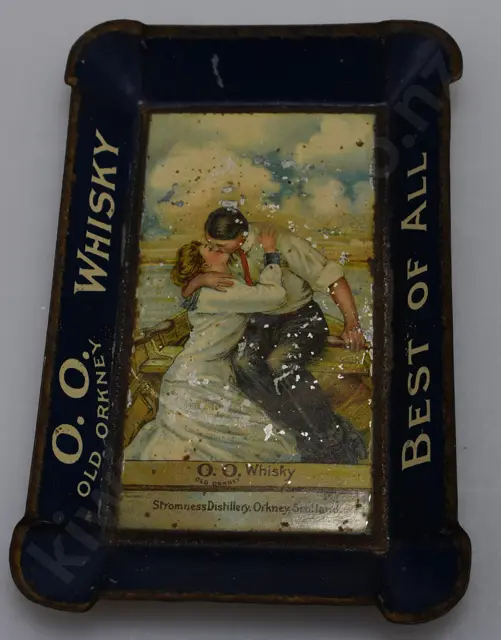 O. O. WHISKY
OLD ORKNEY
BEST OF ALL
O. O. Whisky
OLD ORKNEY
Stromness Distillery, Orkney, Scotland.